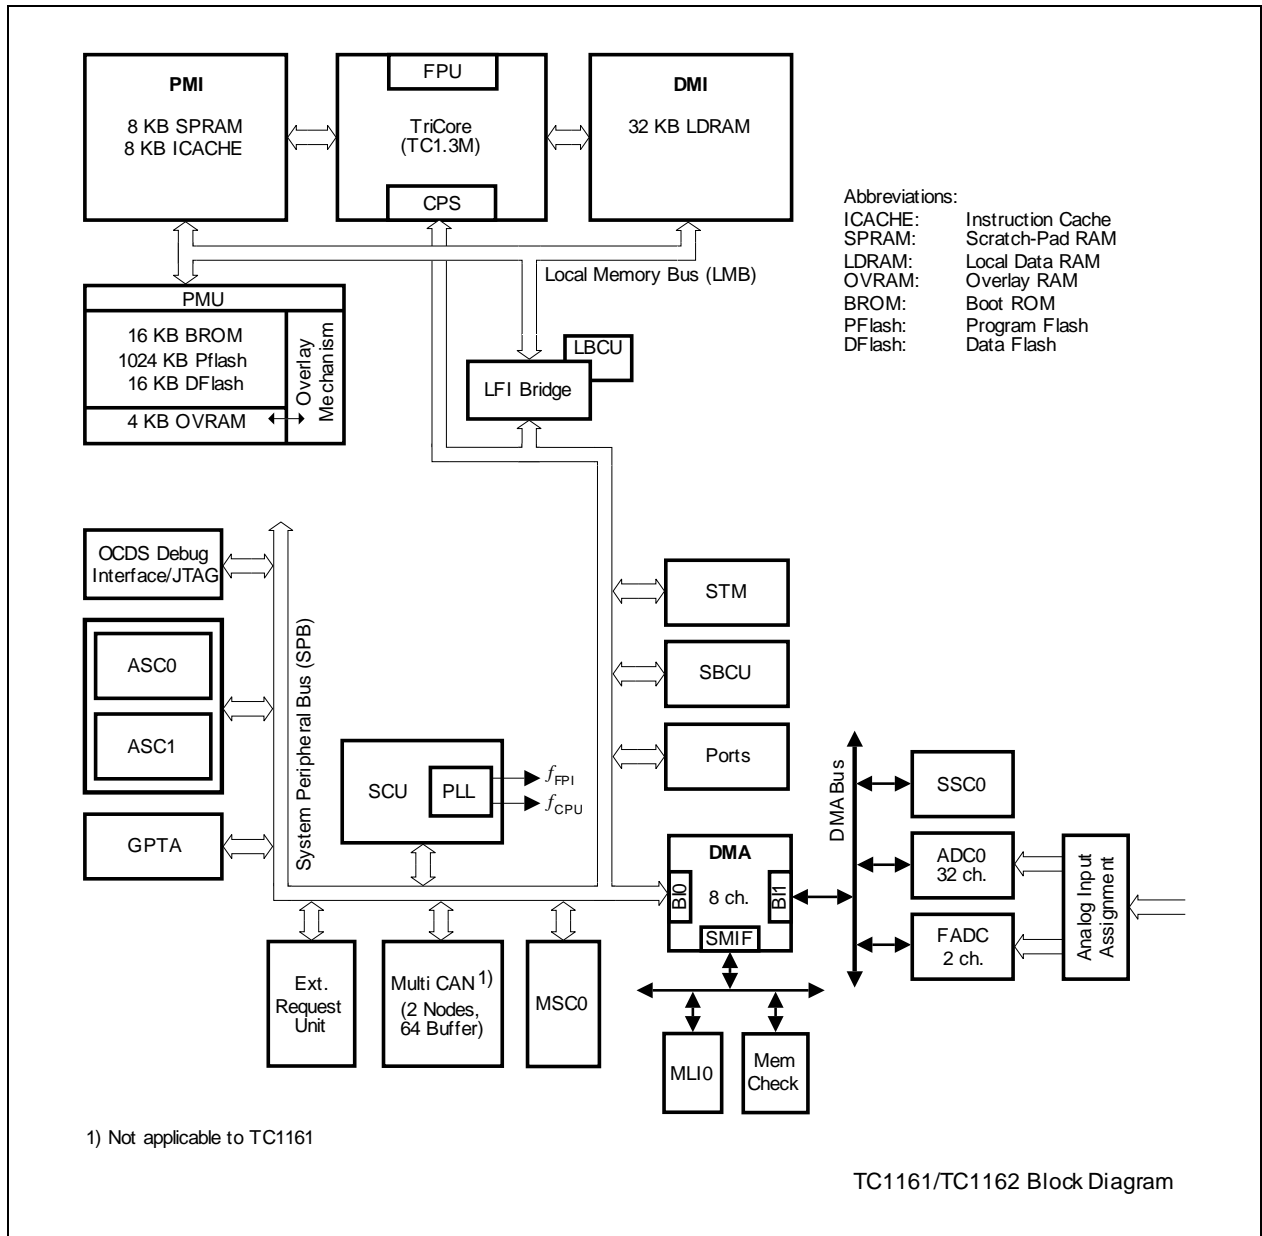 PMI
8 KB SPRAM
8 KB ICACHE
FPU
TriCore
(TC1.3M)
CPS
DMI
32 KB LDRAM
Abbreviations:
ICACHE: Instruction Cache
SPRAM: Scratch-Pad RAM
LDRAM: Local Data RAM
OVRAM: Overlay RAM
BROM: Boot ROM
PFlash: Program Flash
DFlash: Data Flash
Local Memory Bus (LMB)
PMU
16 KB BROM
1024 KB Pflash
16 KB DFlash
4 KB OVRAM
Overlay
Mechanism
LBCU
LFI Bridge
OCDS Debug
Interface/JTAG
ASC0
ASC1
GPTA
System Peripheral Bus (SPB)
SCU
PLL
fFPI
fCPU
STM
SBCU
Ports
DMA
BI0
8 ch.
BI1
SMIF
DMA Bus
SSC0
ADC0
32 ch.
FADC
2 ch.
Analog Input
Assignment
Ext.
Request
Unit
Multi CAN1)
(2 Nodes,
64 Buffer)
MSC0
MLI0
Mem
Check
1) Not applicable to TC1161
TC1161/TC1162 Block Diagram